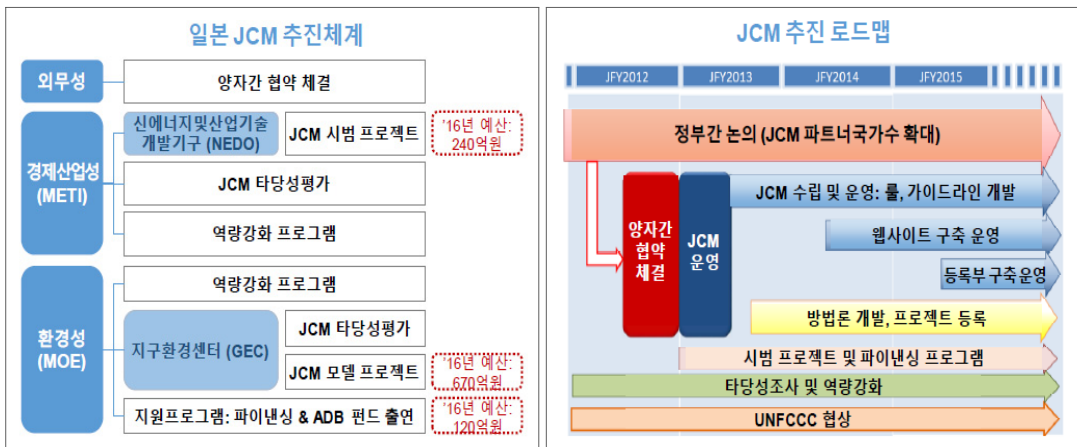 일본 JCM 추진체계
외무성
양자간 협약 체결
경제산업성
(METI)
신에너지및산업기술
개발기구 (NEDO)
JCM 시범 프로젝트
'16년 예산:
240억원
JCM 타당성평가
역량강화 프로그램
환경성
(MOE)
역량강화 프로그램
지구환경센터 (GEC)
JCM 타당성평가
JCM 모델 프로젝트
'16년 예산:
670억원
지원프로그램: 파이낸싱 & ADB 펀드 출연
'16년 예산:
120억원
JCM 추진 로드맵
JFY2012
JFY2013
JFY2014
JFY2015
정부간 논의 (JCM 파트너국가수 확대)
양자간
협약
체결
JCM
운영
JCM 수립 및 운영: 룰, 가이드라인 개발
웹사이트 구축 운영
등록부 구축운영
방법론 개발, 프로젝트 등록
시범 프로젝트 및 파이낸싱 프로그램
타당성조사 및 역량강화
UNFCCC 협상